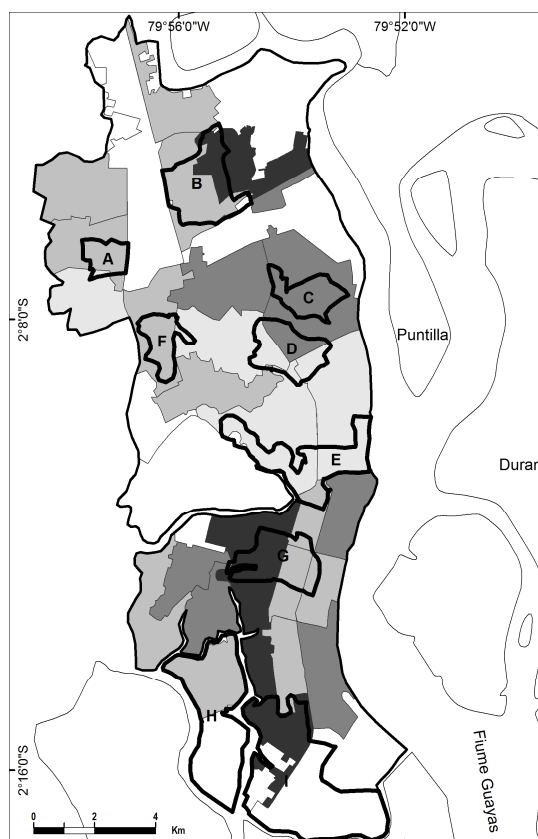 79°56'0"W
79°52'0"W
B
A
C
2°8'0"S
Puntilla
F
D
E
Duran
G
H
2°16'0"S
I
Fiume Guayas
0 2 4
Km